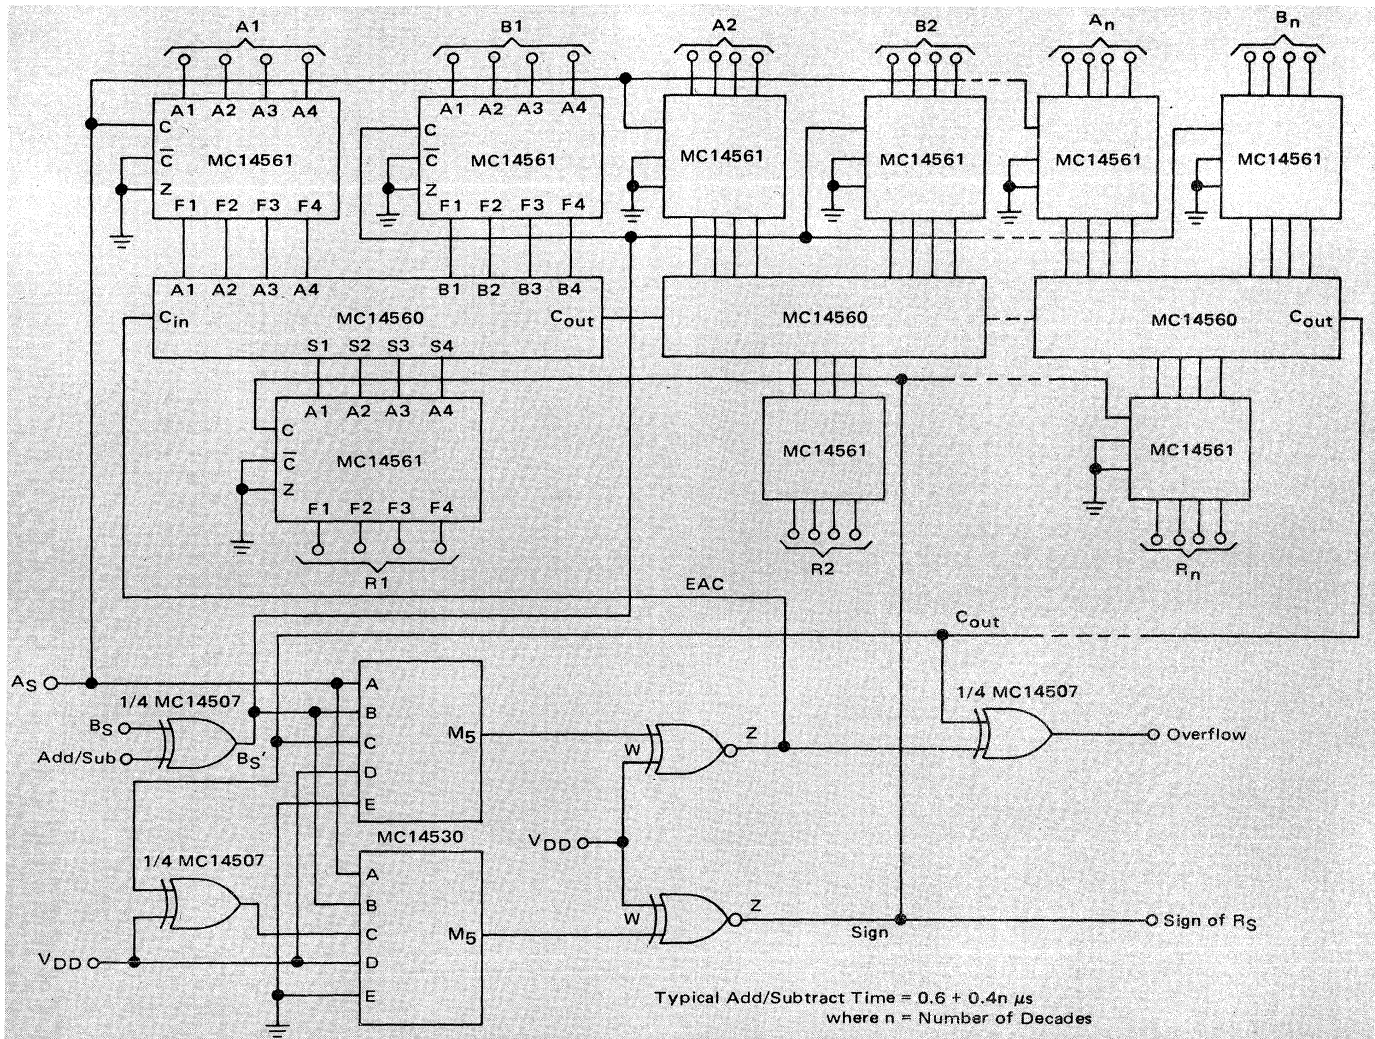 A1 B1 A2 B2 An Bn
A1 A2 A3 A4 A1 A2 A3 A4
C C
C̅ MC14561 C̅ MC14561 MC14561 MC14561 MC14561 MC14561
Z Z
F1 F2 F3 F4 F1 F2 F3 F4
A1 A2 A3 A4 B1 B2 B3 B4
Cin MC14560 Cout MC14560 MC14560 Cout
S1 S2 S3 S4
A1 A2 A3 A4
C
C̅ MC14561 MC14561 MC14561
Z
F1 F2 F3 F4
R1 R2 Rn
EAC
Cout
AS A
1/4 MC14507 1/4 MC14507
BS B
M5 W Z Overflow
Add/Sub BS' C
D
E
MC14530 VDD
1/4 MC14507
A
B W Z
C M5 Sign Sign of RS
VDD D
E
Typical Add/Subtract Time = 0.6 + 0.4n μs
where n = Number of Decades